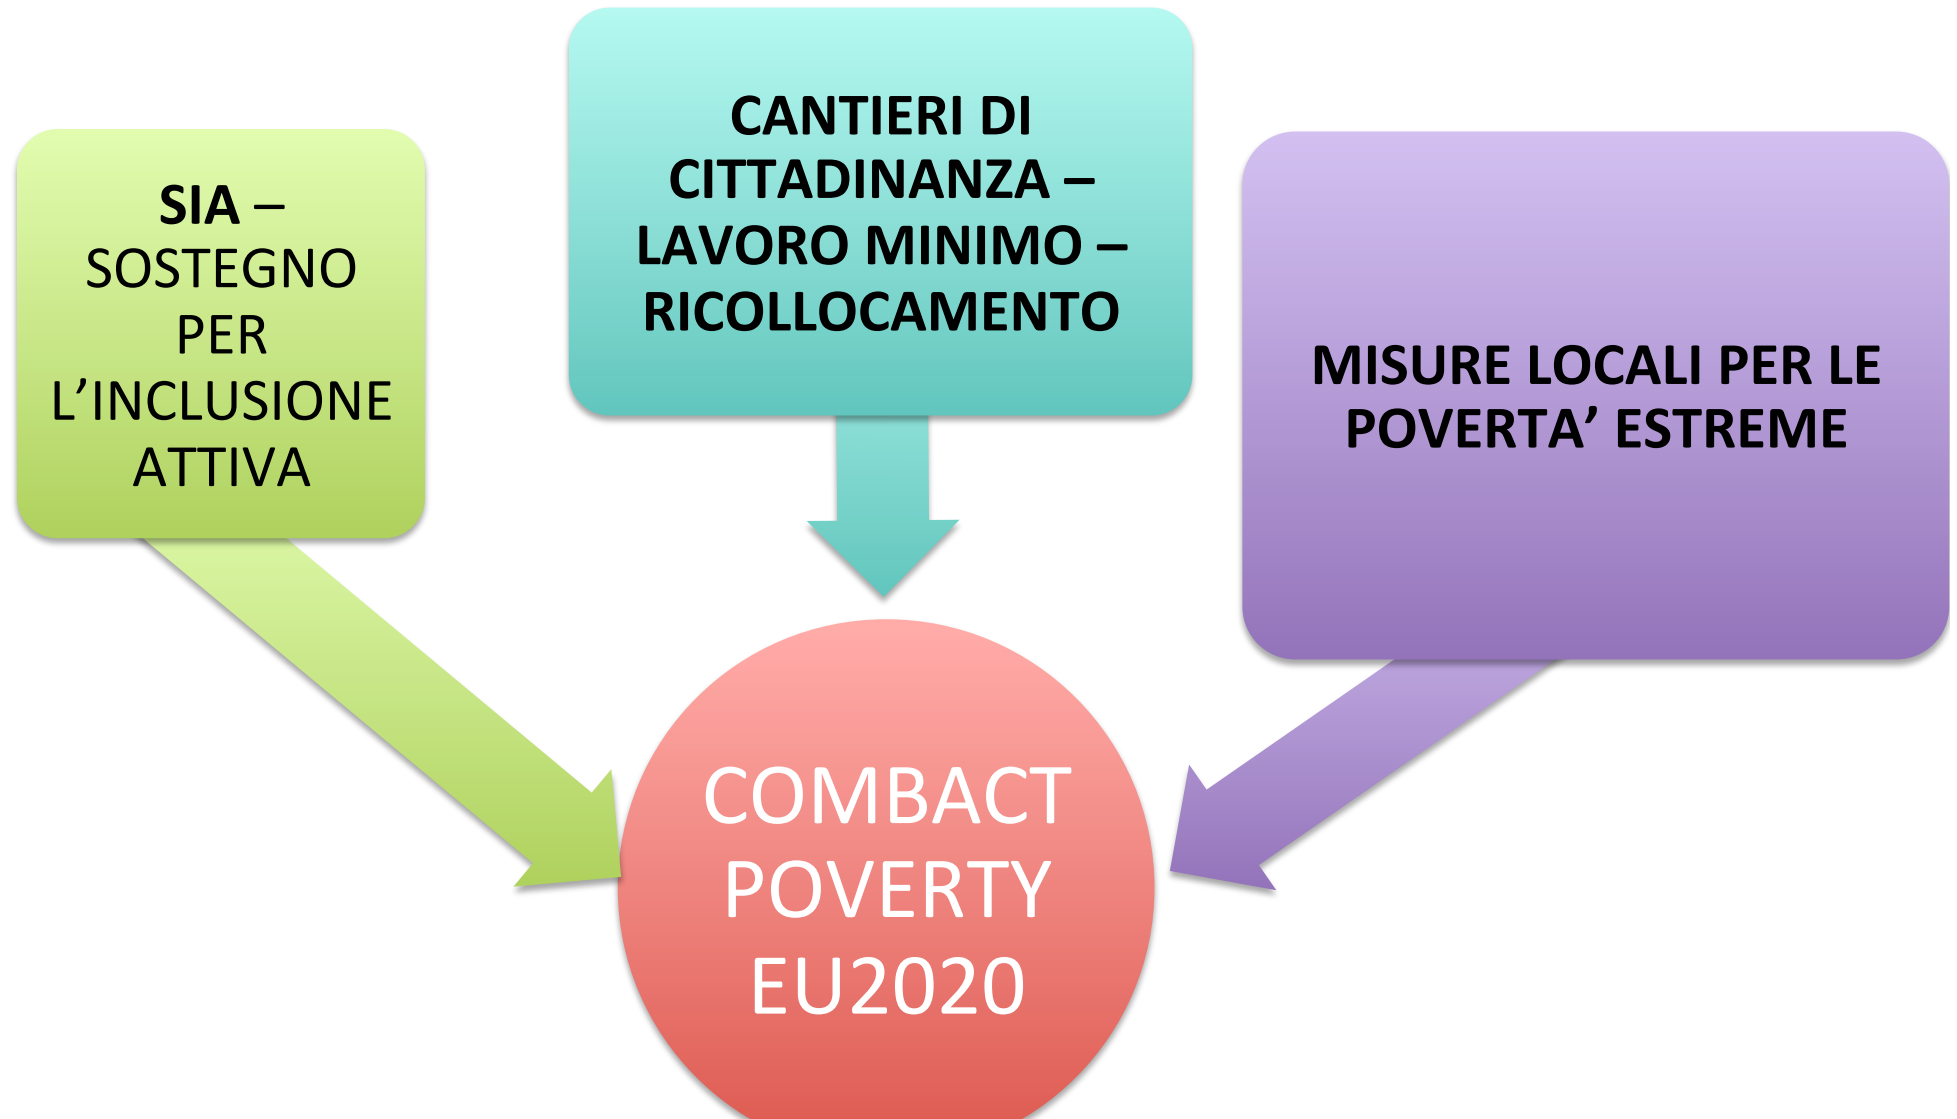 SIA –
SOSTEGNO
PER
L’INCLUSIONE
ATTIVA
CANTIERI DI
CITTADINANZA –
LAVORO MINIMO –
RICOLLOCAMENTO
MISURE LOCALI PER LE
POVERTA’ ESTREME
COMBACT
POVERTY
EU2020